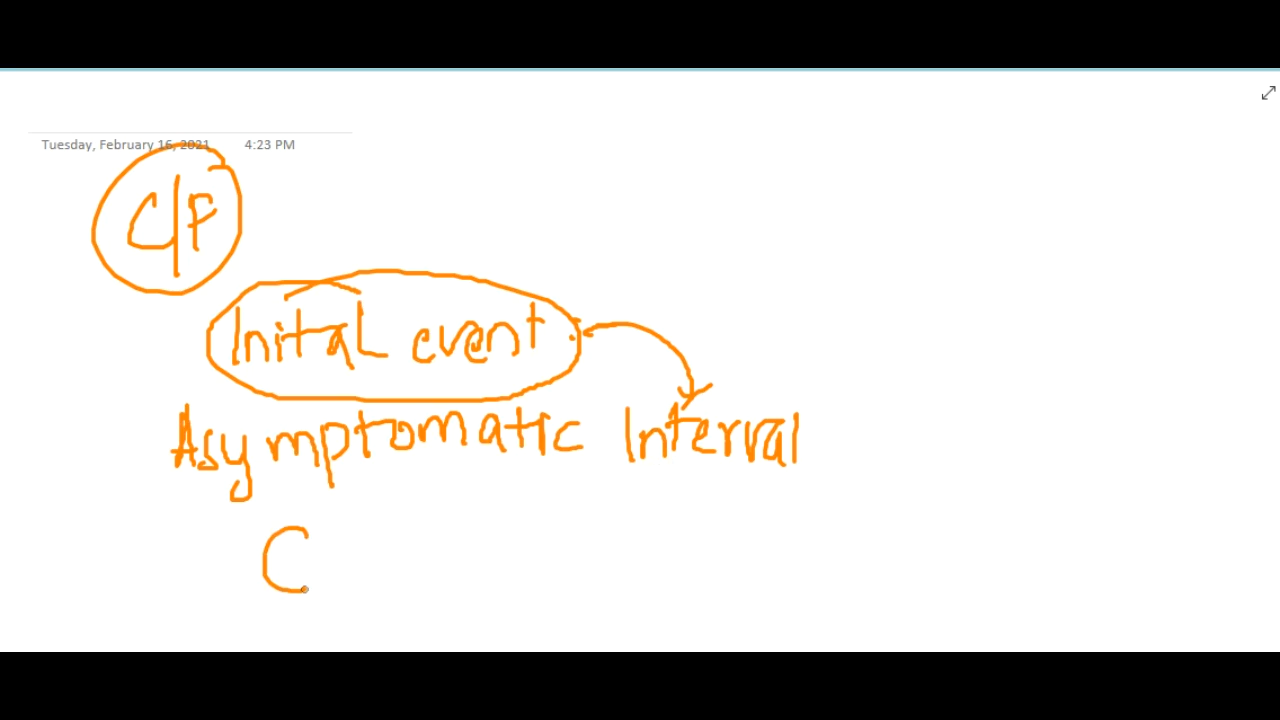 Tuesday, February 16, 2021 4:23 PM
C/F
Inital event
Asymptomatic Interval
C